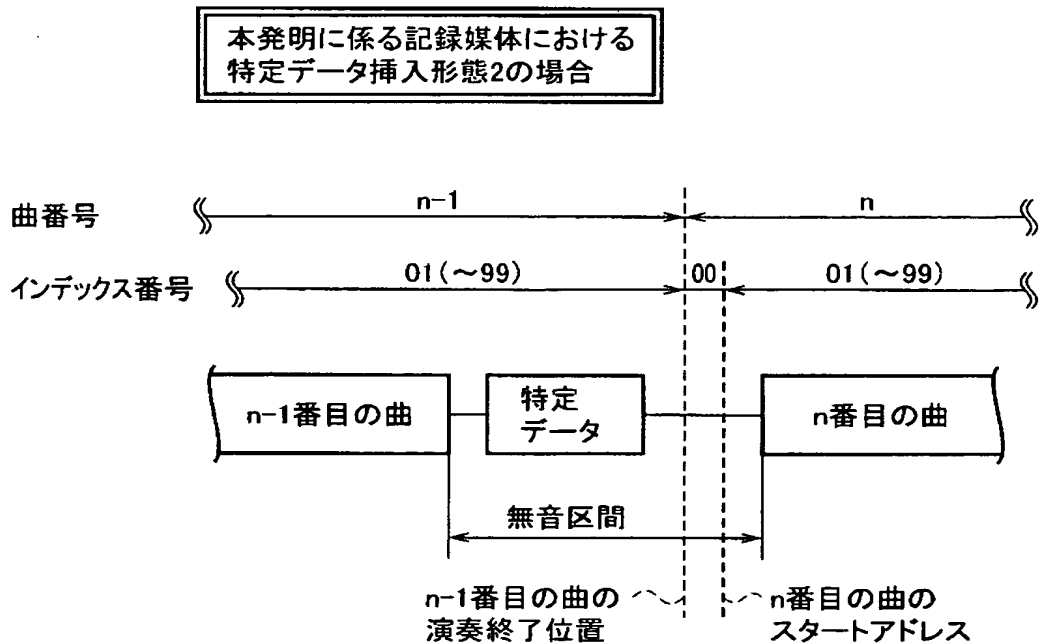 本発明に係る記録媒体における
特定データ挿入形態2の場合
曲番号
n-1
n
インデックス番号
01(～99)
00
01(～99)
n-1番目の曲
特定
データ
n番目の曲
無音区間
n-1番目の曲の
演奏終了位置
n番目の曲の
スタートアドレス